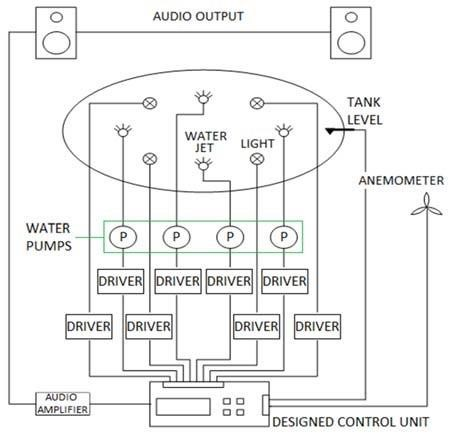 AUDIO OUTPUT
TANK
LEVEL
WATER
JET
LIGHT
ANEMOMETER
WATER
PUMPS
P P P P
DRIVER DRIVER DRIVER DRIVER
DRIVER DRIVER DRIVER DRIVER
AUDIO
AMPLIFIER
DESIGNED CONTROL UNIT